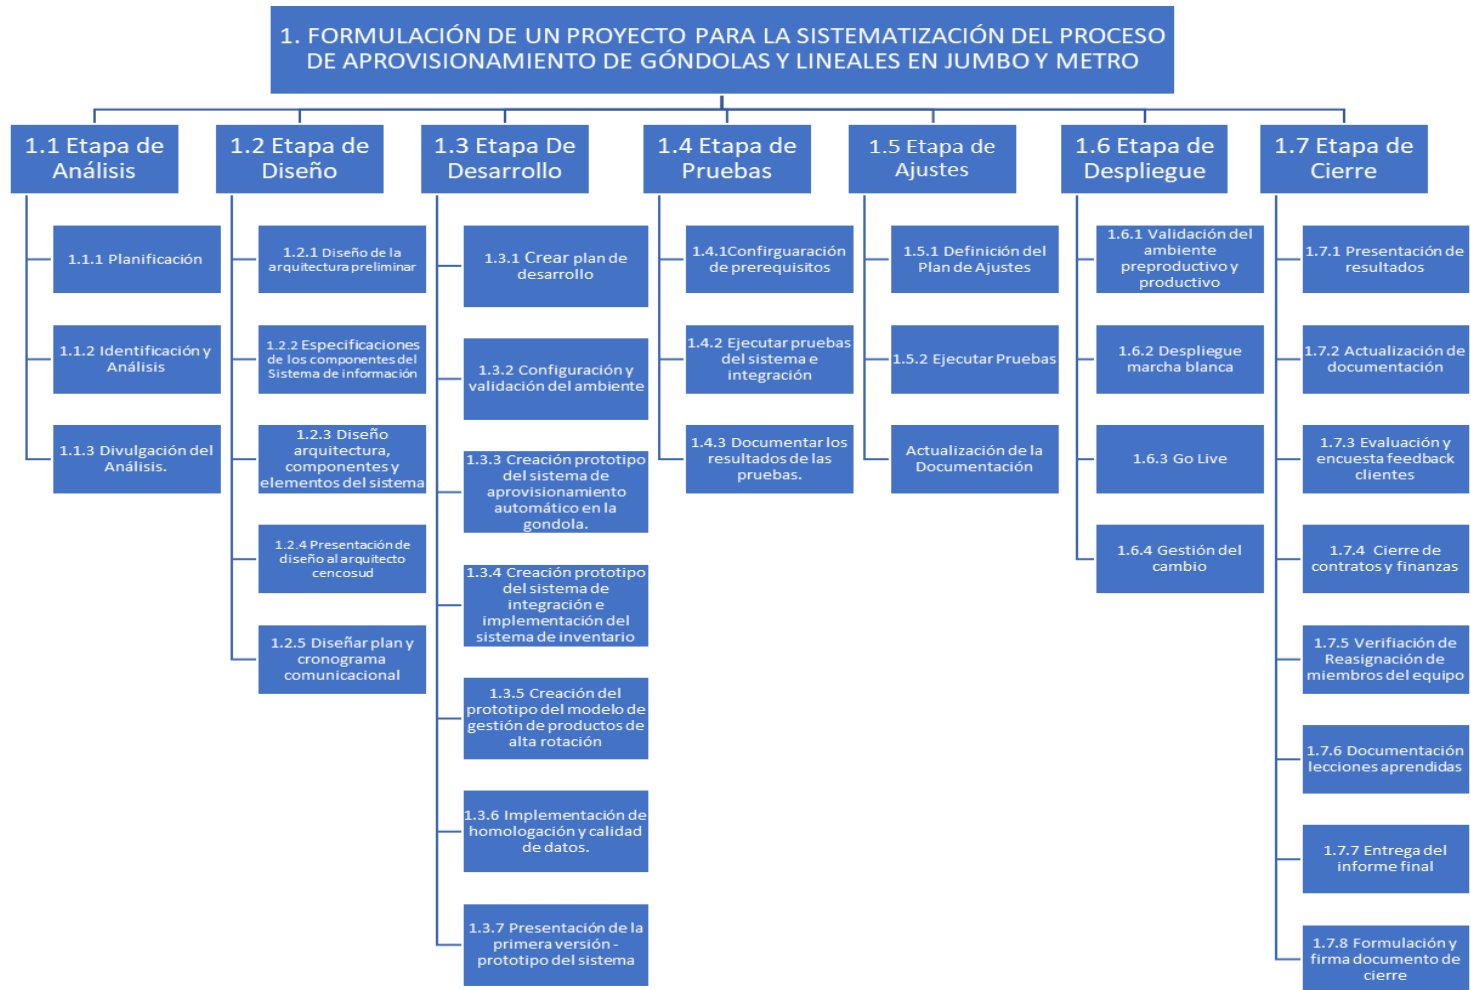 1. FORMULACIÓN DE UN PROYECTO PARA LA SISTEMATIZACIÓN DEL PROCESO
DE APROVISIONAMIENTO DE GÓNDOLAS Y LINEALES EN JUMBO Y METRO
1.1 Etapa de
Análisis
1.1.1 Planificación
1.1.2 Identificación y
Análisis
1.1.3 Divulgación del
Análisis.
1.2 Etapa de
Diseño
1.2.1 Diseño de la
arquitectura preliminar
1.2.2 Especificaciones
de los componentes del
Sistema de información
1.2.3 Diseño
arquitectura,
componentes y
elementos del sistema
1.2.4 Presentación de
diseño al arquitecto
cencosud
1.2.5 Diseñar plan y
cronograma
comunicacional
1.3 Etapa De
Desarrollo
1.3.1 Crear plan de
desarrollo
1.3.2 Configuración y
validación del ambiente
1.3.3 Creación prototipo
del sistema de
aprovisionamiento
automático en la
gondola.
1.3.4 Creación prototipo
del sistema de
integración e
implementación del
sistema de inventario
1.3.5 Creación del
prototipo del modelo de
gestión de productos de
alta rotación
1.3.6 Implementación de
homologación y calidad
de datos.
1.3.7 Presentación de la
primera versión -
prototipo del sistema
1.4 Etapa de
Pruebas
1.4.1Confirguaración
de prerequisitos
1.4.2 Ejecutar pruebas
del sistema e
integración
1.4.3 Documentar los
resultados de las
pruebas.
1.5 Etapa de
Ajustes
1.5.1 Definición del
Plan de Ajustes
1.5.2 Ejecutar Pruebas
Actualización de la
Documentación
1.6 Etapa de
Despliegue
1.6.1 Validación del
ambiente
preproductivo y
productivo
1.6.2 Despliegue
marcha blanca
1.6.3 Go Live
1.6.4 Gestión del
cambio
1.7 Etapa de
Cierre
1.7.1 Presentación de
resultados
1.7.2 Actualización de
documentación
1.7.3 Evaluación y
encuesta feedback
clientes
1.7.4 Cierre de
contratos y finanzas
1.7.5 Verifiación de
Reasignación de
miembros del equipo
1.7.6 Documentación
lecciones aprendidas
1.7.7 Entrega del
informe final
1.7.8 Formulación y
firma documento de
cierre